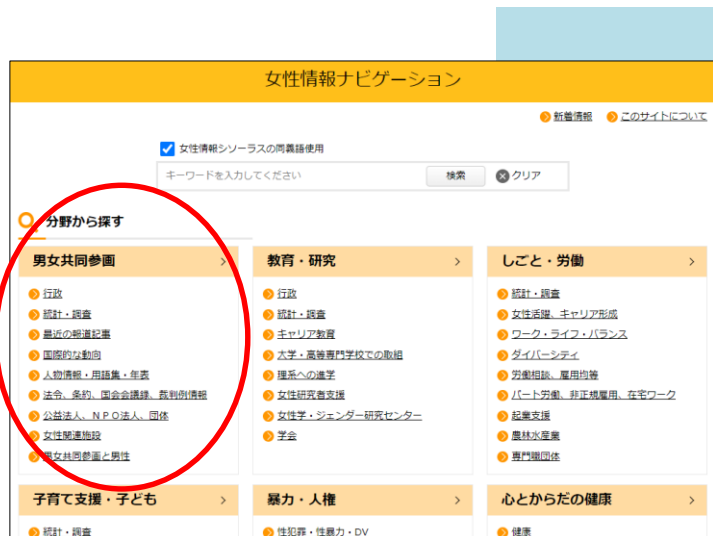 女性情報ナビゲーション
新着情報 このサイトについて
女性情報シソーラスの同義語使用
キーワードを入力してください 検索 クリア
分野から探す
男女共同参画
行政
統計・調査
最近の報道記事
国際的な動向
人物情報・用語集・年表
法令、条約、国会会議録、裁判例情報
公益法人、NPO法人、団体
女性関連施設
男女共同参画と男性
教育・研究
行政
統計・調査
キャリア教育
大学・高等専門学校での取組
理系への進学
女性研究者支援
女性学・ジェンダー研究センター
学会
しごと・労働
統計・調査
女性活躍、キャリア形成
ワーク・ライフ・バランス
ダイバーシティ
労働相談、雇用均等
パート労働、非正規雇用、在宅ワーク
起業支援
農林水産業
専門職団体
子育て支援・子ども
統計・調査
暴力・人権
性犯罪・性暴力・DV
心とからだの健康
健康